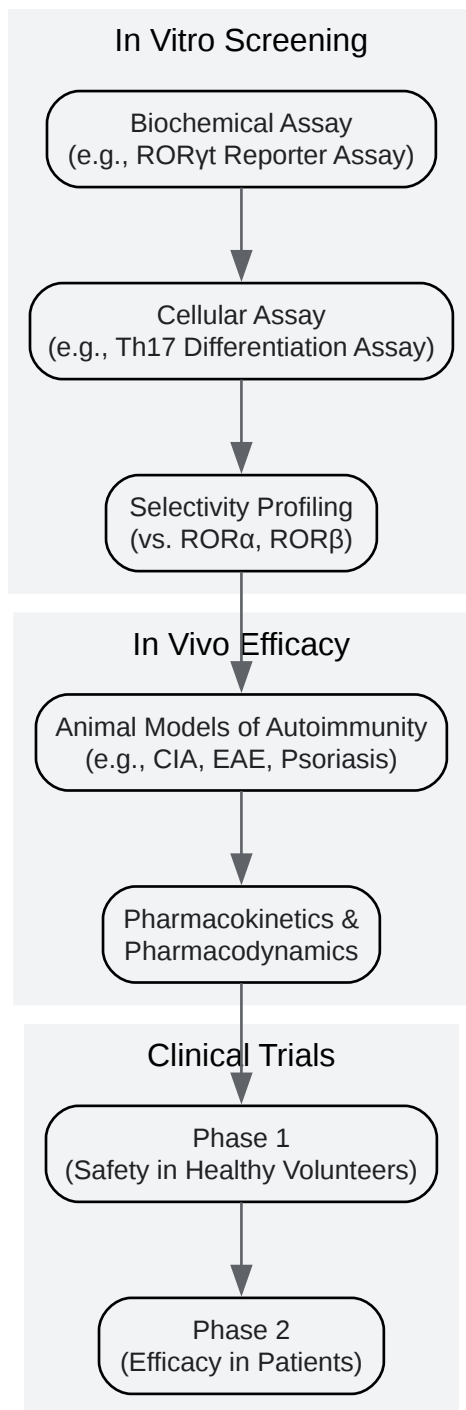 In Vitro Screening
Biochemical Assay
(e.g., RORγt Reporter Assay)
Cellular Assay
(e.g., Th17 Differentiation Assay)
Selectivity Profiling
(vs. RORα, RORβ)
In Vivo Efficacy
Animal Models of Autoimmunity
(e.g., CIA, EAE, Psoriasis)
Pharmacokinetics &
Pharmacodynamics
Clinical Trials
Phase 1
(Safety in Healthy Volunteers)
Phase 2
(Efficacy in Patients)